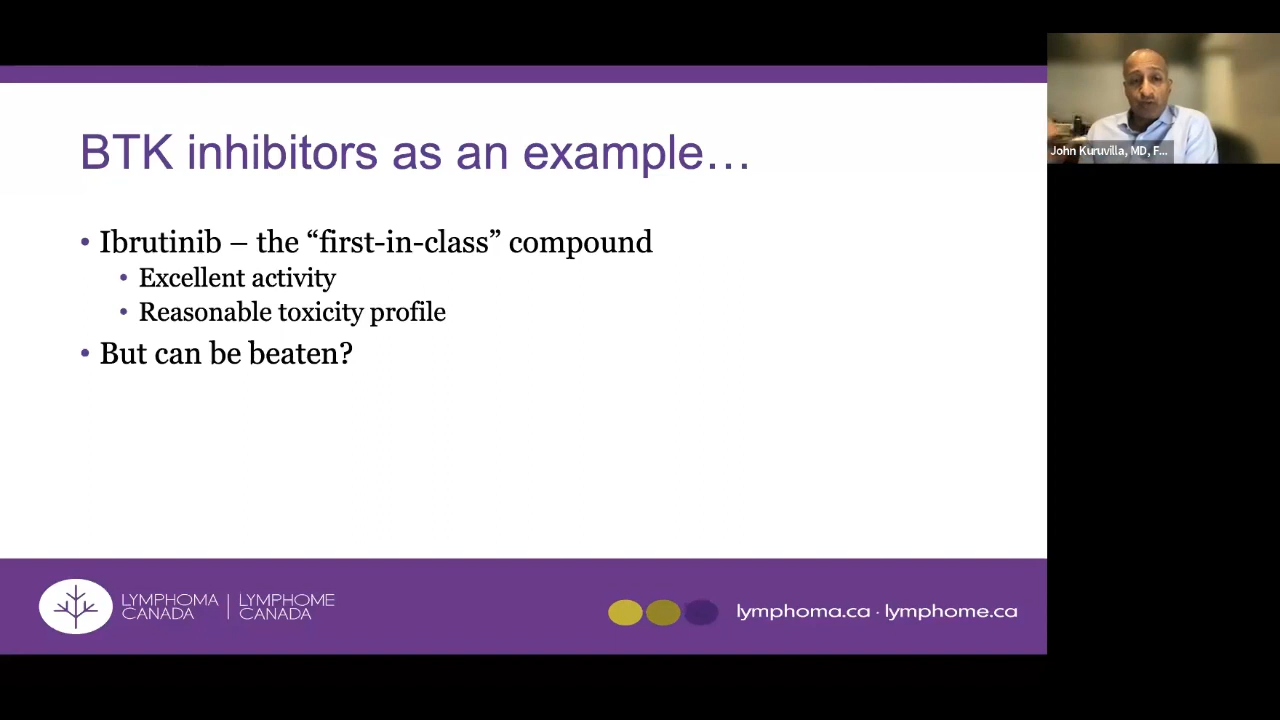 BTK inhibitors as an example…
• Ibrutinib – the “first-in-class” compound
• Excellent activity
• Reasonable toxicity profile
• But can be beaten?
LYMPHOMA | LYMPHOME
CANADA | CANADA
lymphoma.ca · lymphome.ca
John Kuruvilla, MD, F...